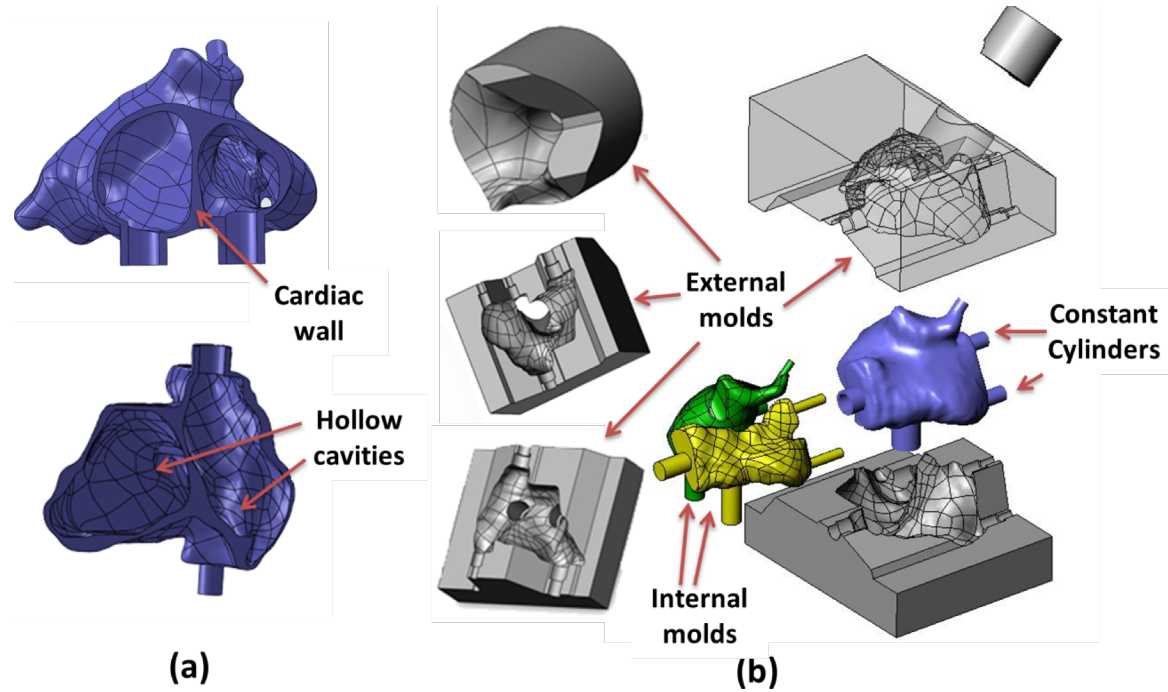 Cardiac
wall
Hollow
cavities
(a)
External
molds
Constant
Cylinders
Internal
molds
(b)